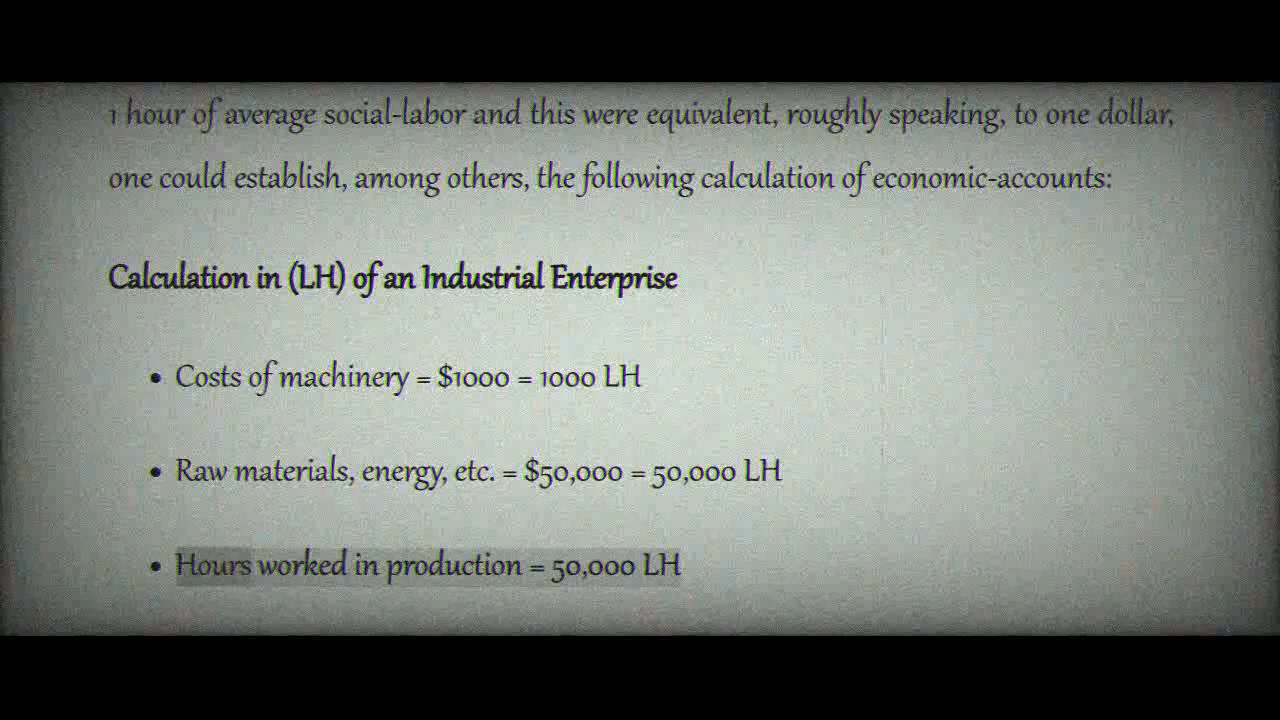 1 hour of average social-labor and this were equivalent, roughly speaking, to one dollar,
one could establish, among others, the following calculation of economic-accounts:
Calculation in (LH) of an Industrial Enterprise
• Costs of machinery = $1000 = 1000 LH
• Raw materials, energy, etc. = $50,000 = 50,000 LH
• Hours worked in production = 50,000 LH